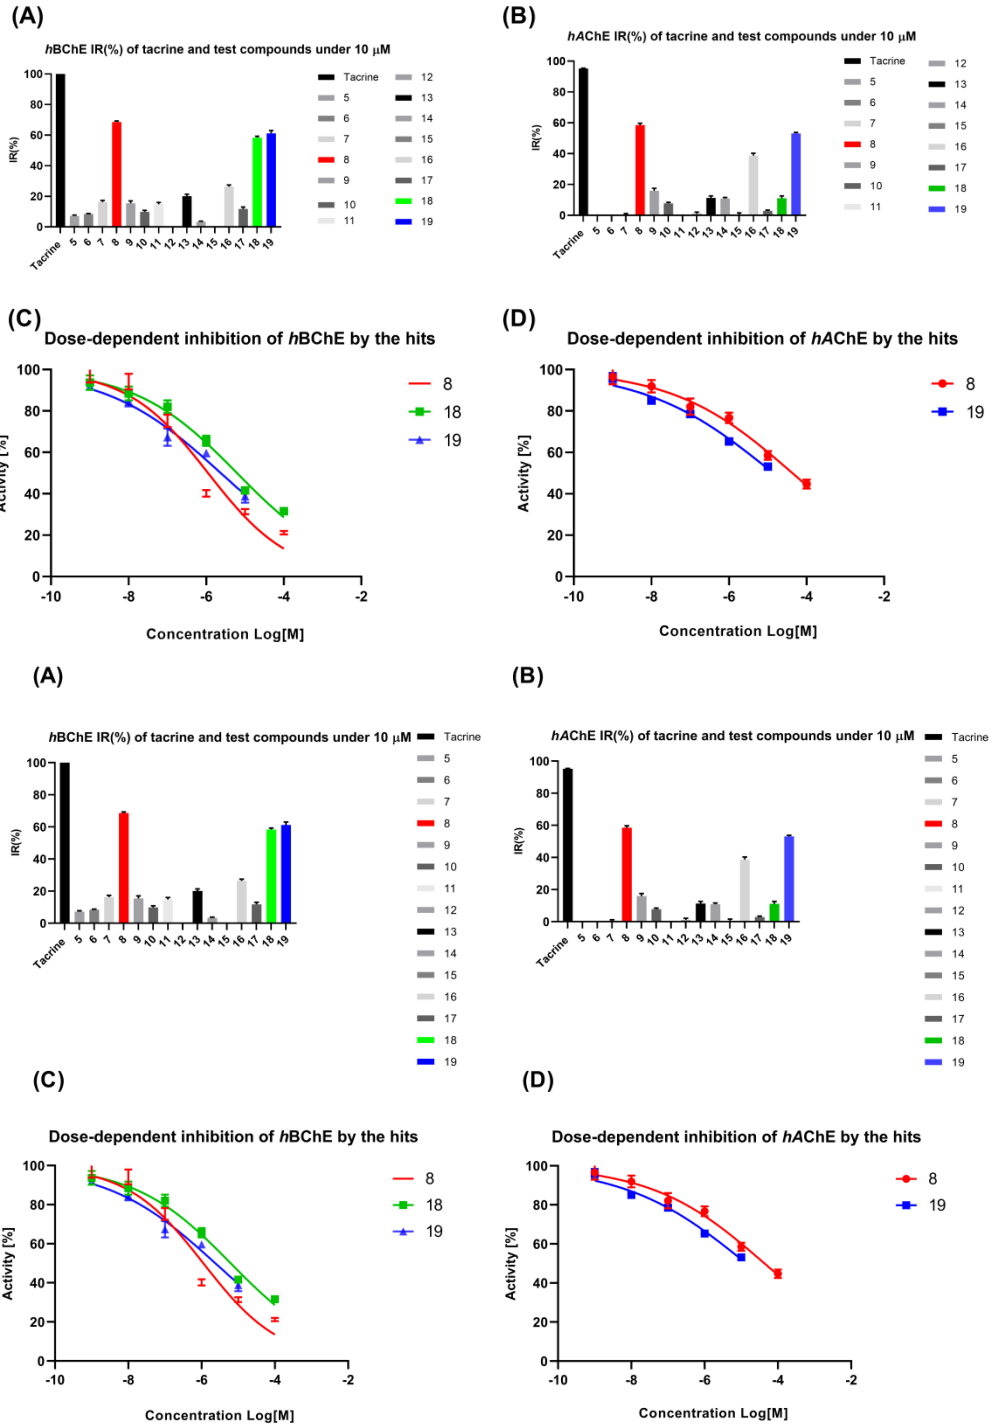 (A)
hBChE IR(%) of tacrine and test compounds under 10 μM
100
80
60
40
20
0
IR(%)
Tacrine 5 6 7 8 9 10 11 12 13 14 15 16 17 18 19
Tacrine
5
6
7
8
9
10
11
12
13
14
15
16
17
18
19
(B)
hAChE IR(%) of tacrine and test compounds under 10 μM
100
80
60
40
20
0
IR(%)
Tacrine 5 6 7 8 9 10 11 12 13 14 15 16 17 18 19
Tacrine
5
6
7
8
9
10
11
12
13
14
15
16
17
18
19
(C)
Dose-dependent inhibition of hBChE by the hits
100
80
60
40
20
0
Activity [%]
-10 -8 -6 -4 -2
Concentration Log[M]
8
18
19
(D)
Dose-dependent inhibition of hAChE by the hits
100
80
60
40
20
0
Activity [%]
-10 -8 -6 -4 -2
Concentration Log[M]
8
19
(A)
hBChE IR(%) of tacrine and test compounds under 10 μM
100
80
60
40
20
0
IR(%)
Tacrine 5 6 7 8 9 10 11 12 13 14 15 16 17 18 19
Tacrine
5
6
7
8
9
10
11
12
13
14
15
16
17
18
19
(B)
hAChE IR(%) of tacrine and test compounds under 10 μM
100
80
60
40
20
0
IR(%)
Tacrine 5 6 7 8 9 10 11 12 13 14 15 16 17 18 19
Tacrine
5
6
7
8
9
10
11
12
13
14
15
16
17
18
19
(C)
Dose-dependent inhibition of hBChE by the hits
100
80
60
40
20
0
Activity [%]
-10 -8 -6 -4 -2
Concentration Log[M]
8
18
19
(D)
Dose-dependent inhibition of hAChE by the hits
100
80
60
40
20
0
Activity [%]
-10 -8 -6 -4 -2
Concentration Log[M]
8
19